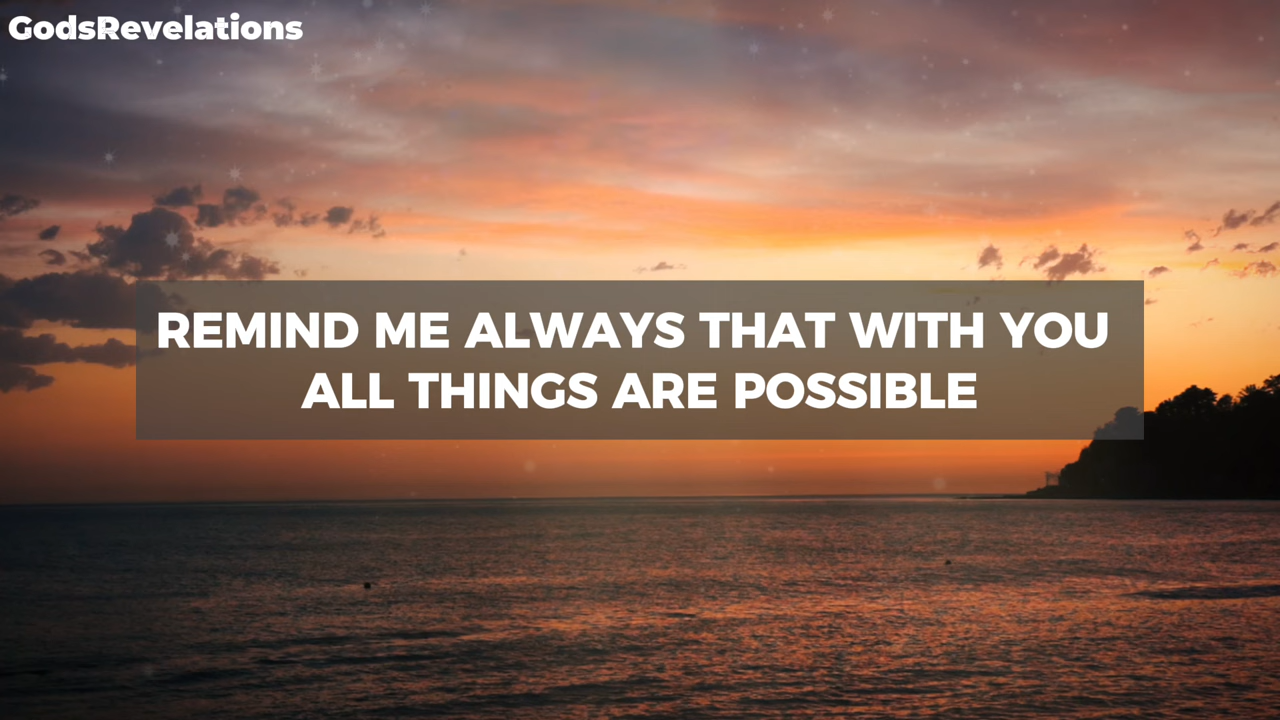 GodsRevelations
REMIND ME ALWAYS THAT WITH YOU
ALL THINGS ARE POSSIBLE